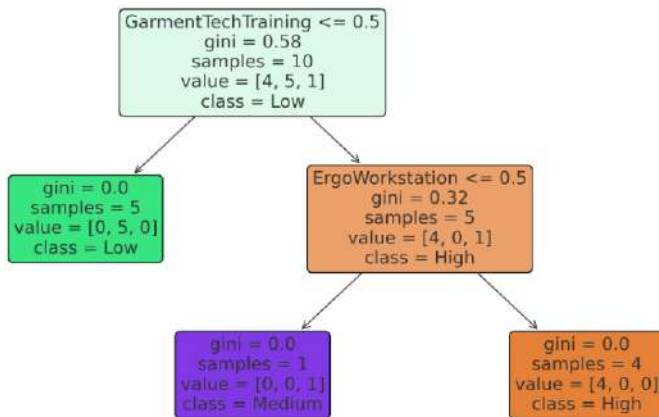 GarmentTechTraining <= 0.5
gini = 0.58
samples = 10
value = [4, 5, 1]
class = Low
gini = 0.0
samples = 5
value = [0, 5, 0]
class = Low
ErgoWorkstation <= 0.5
gini = 0.32
samples = 5
value = [4, 0, 1]
class = High
gini = 0.0
samples = 1
value = [0, 0, 1]
class = Medium
gini = 0.0
samples = 4
value = [4, 0, 0]
class = High